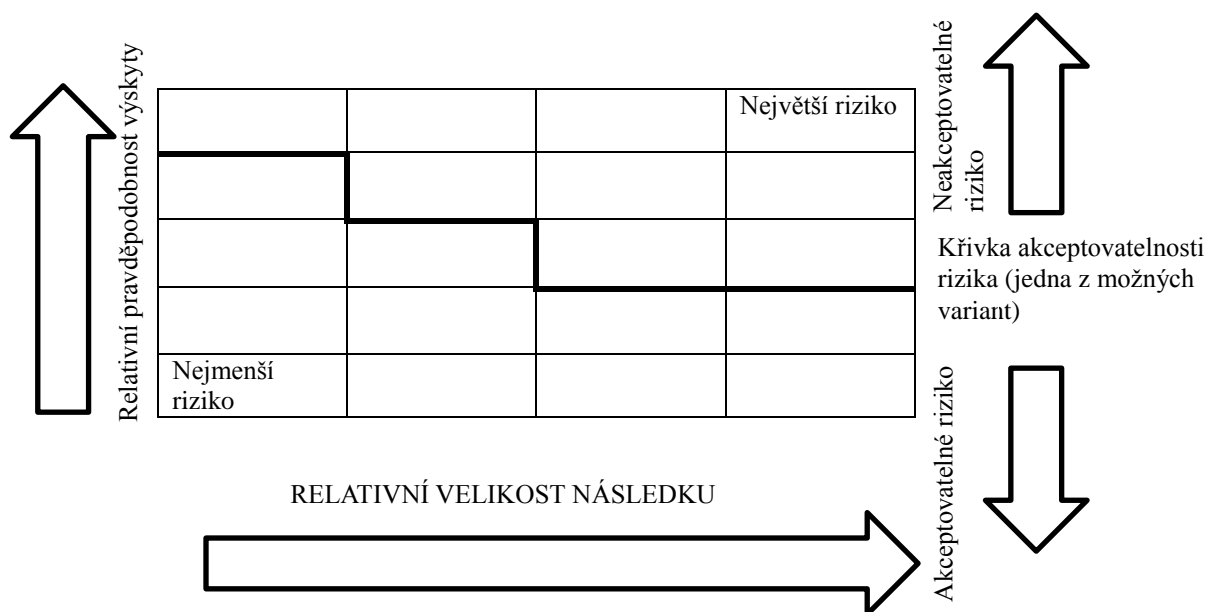 Relativní pravděpodobnost výskyty
Největší riziko
Nejmenší
riziko
RELATIVNÍ VELIKOST NÁSLEDKU
Neakceptovatelné
riziko
Křivka akceptovatelnosti
rizika (jedna z možných
variant)
Akceptovatelné riziko